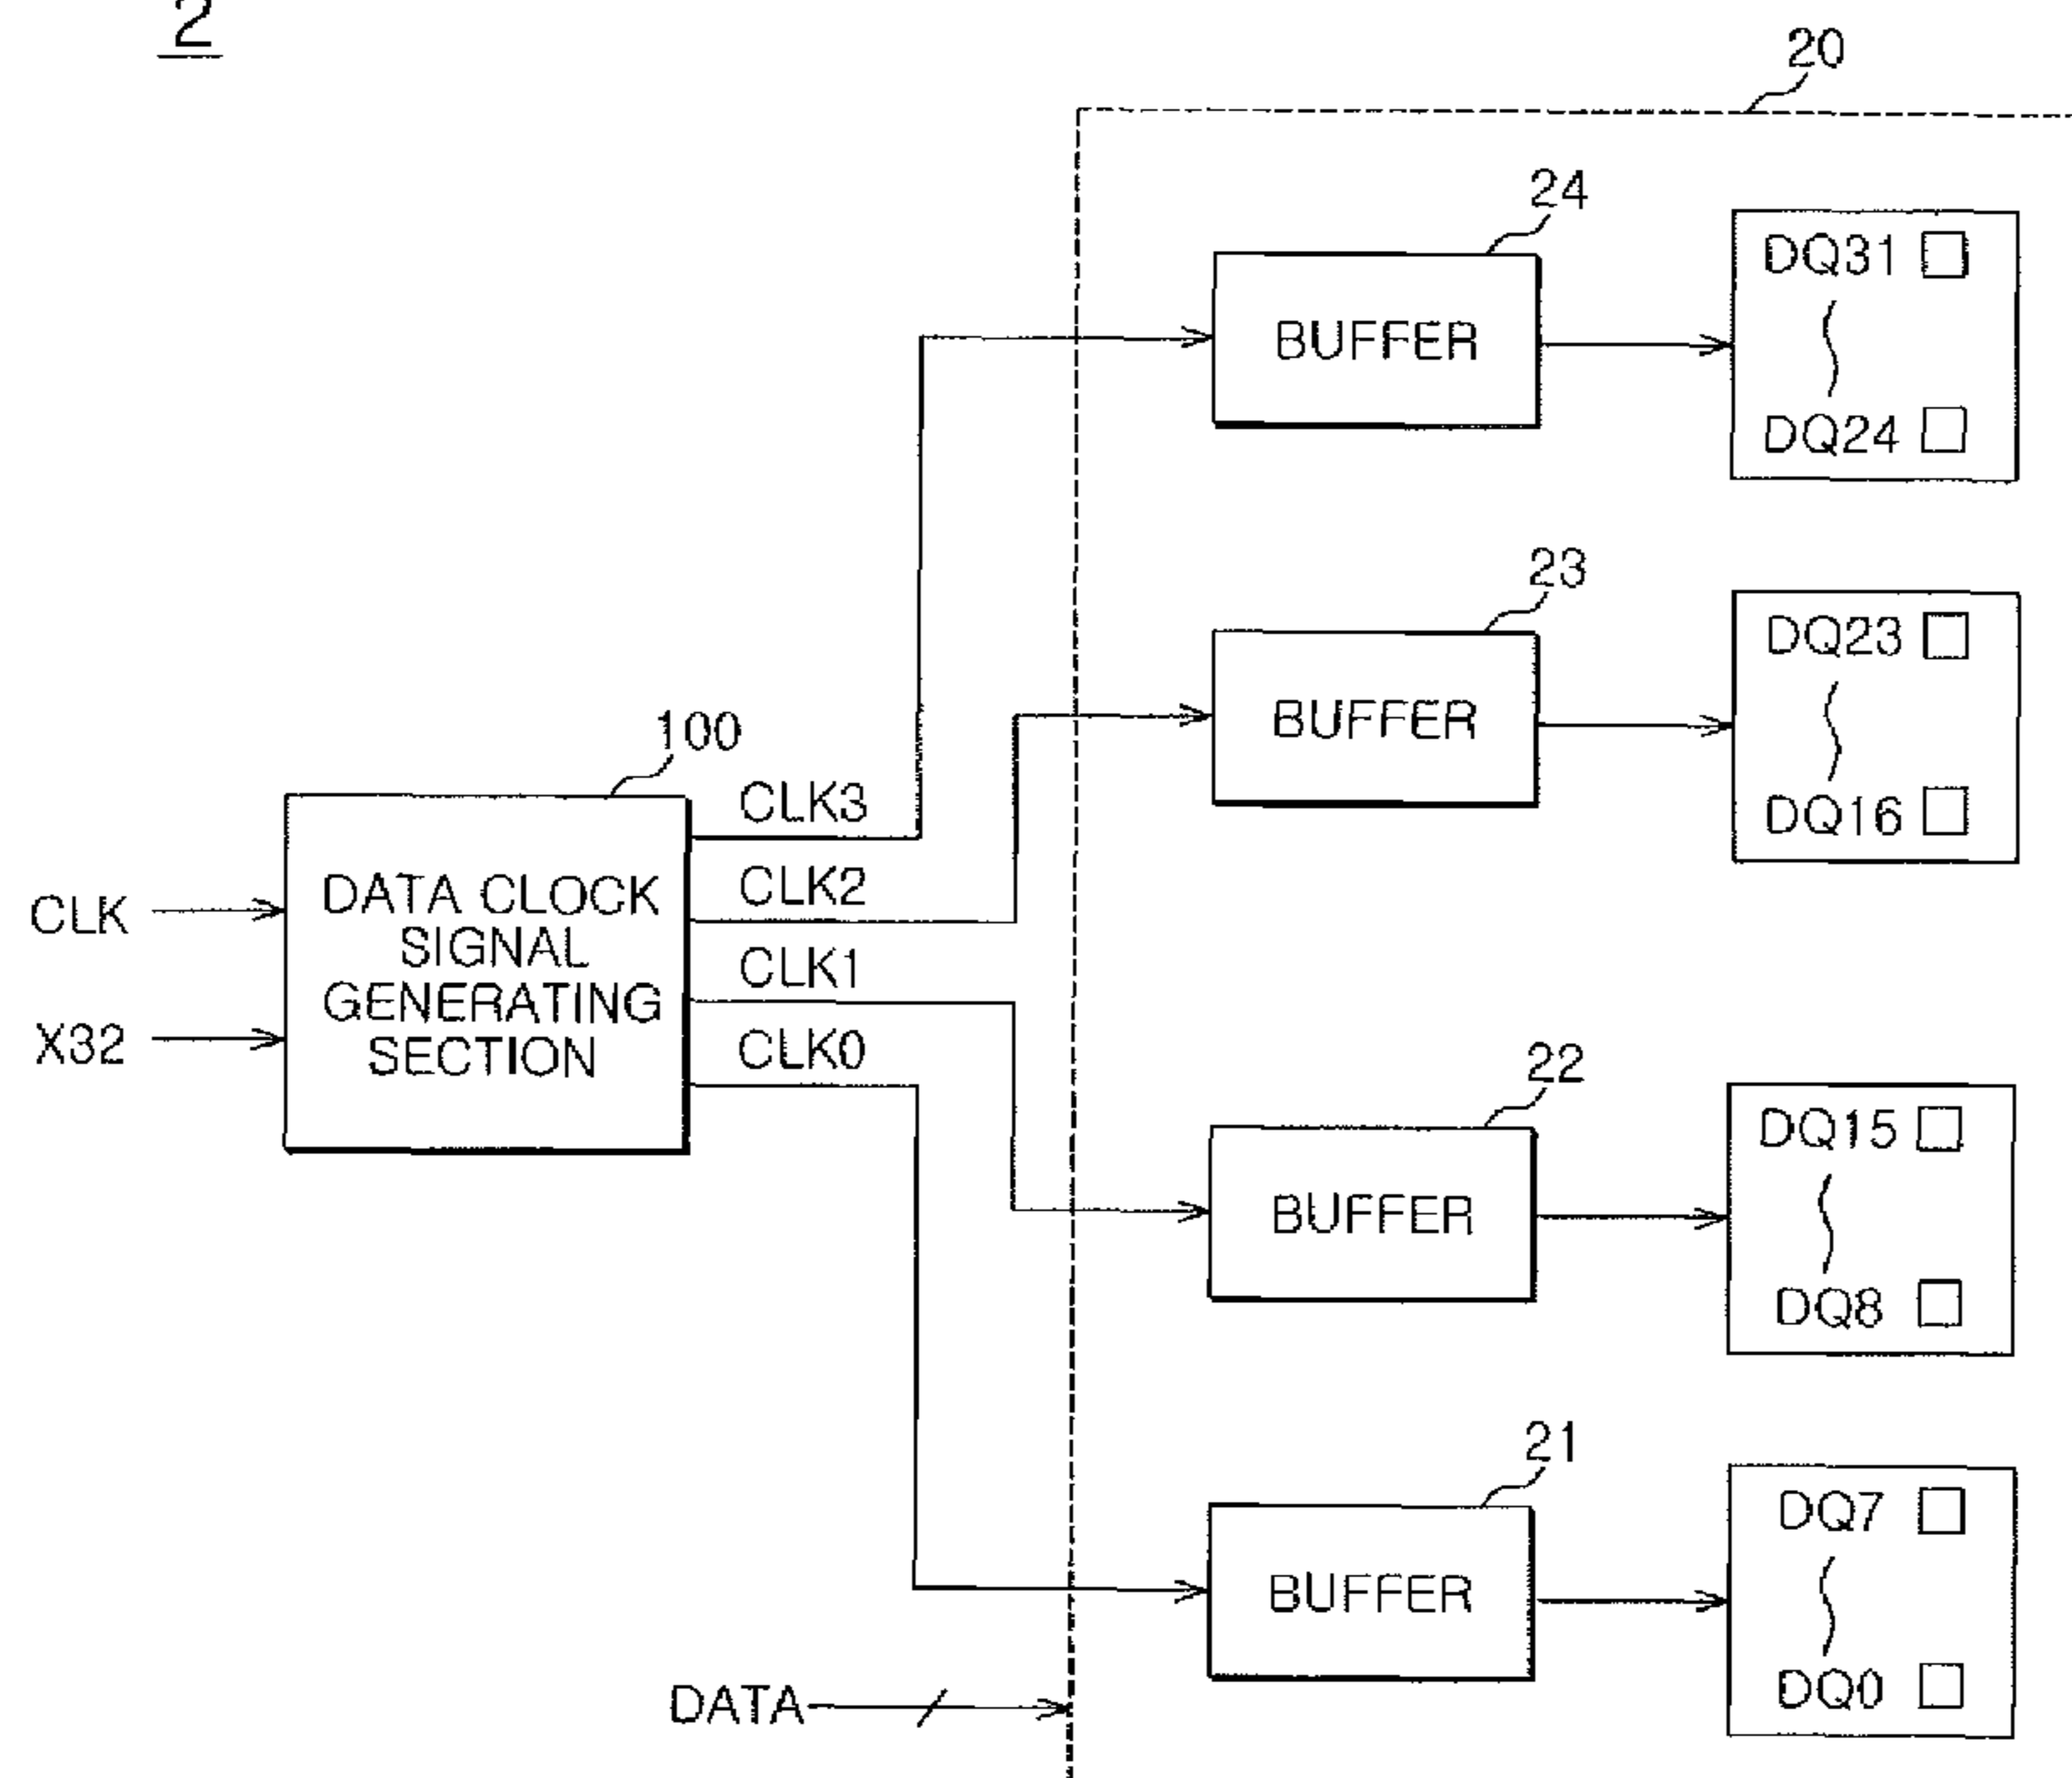 2
20
24
DQ31
BUFFER
DQ24
23
DQ23
BUFFER
DQ16
100
CLK3
CLK2
CLK1
CLK0
CLK
X32
DATA CLOCK
SIGNAL
GENERATING
SECTION
22
DQ15
BUFFER
DQ8
21
DQ7
BUFFER
DQ0
DATA